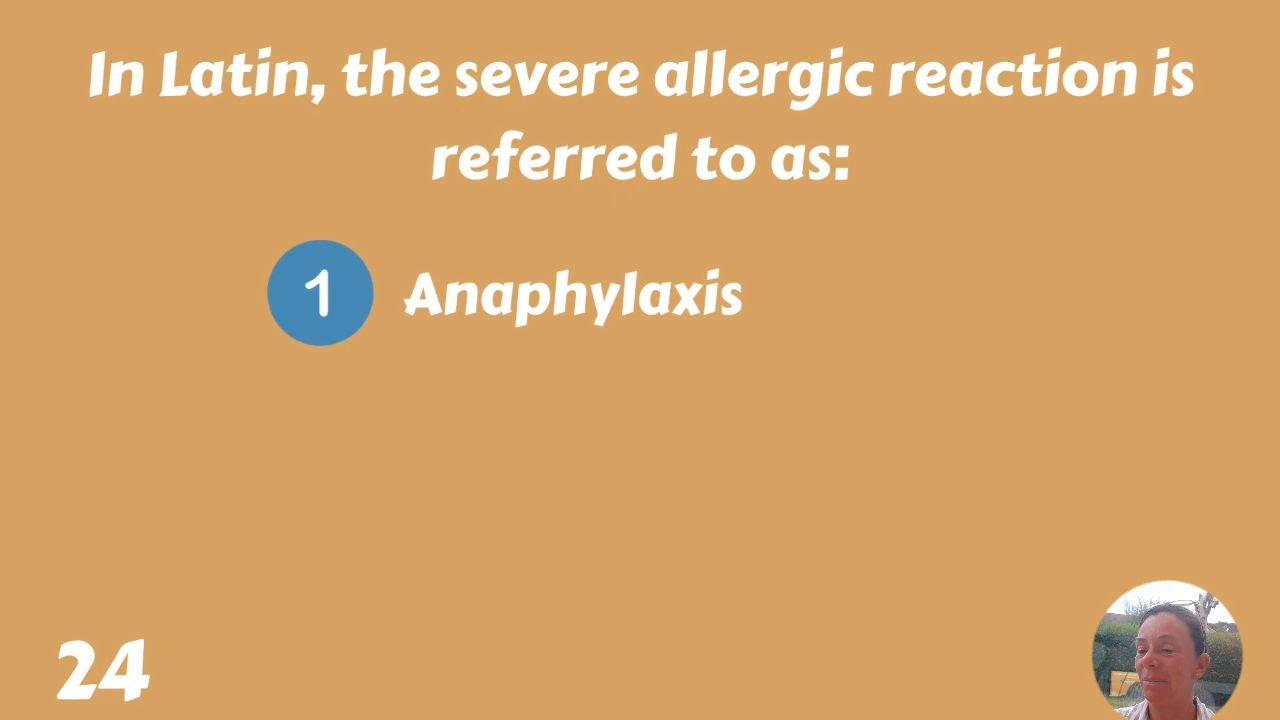 In Latin, the severe allergic reaction is
referred to as:
1 Anaphylaxis
24